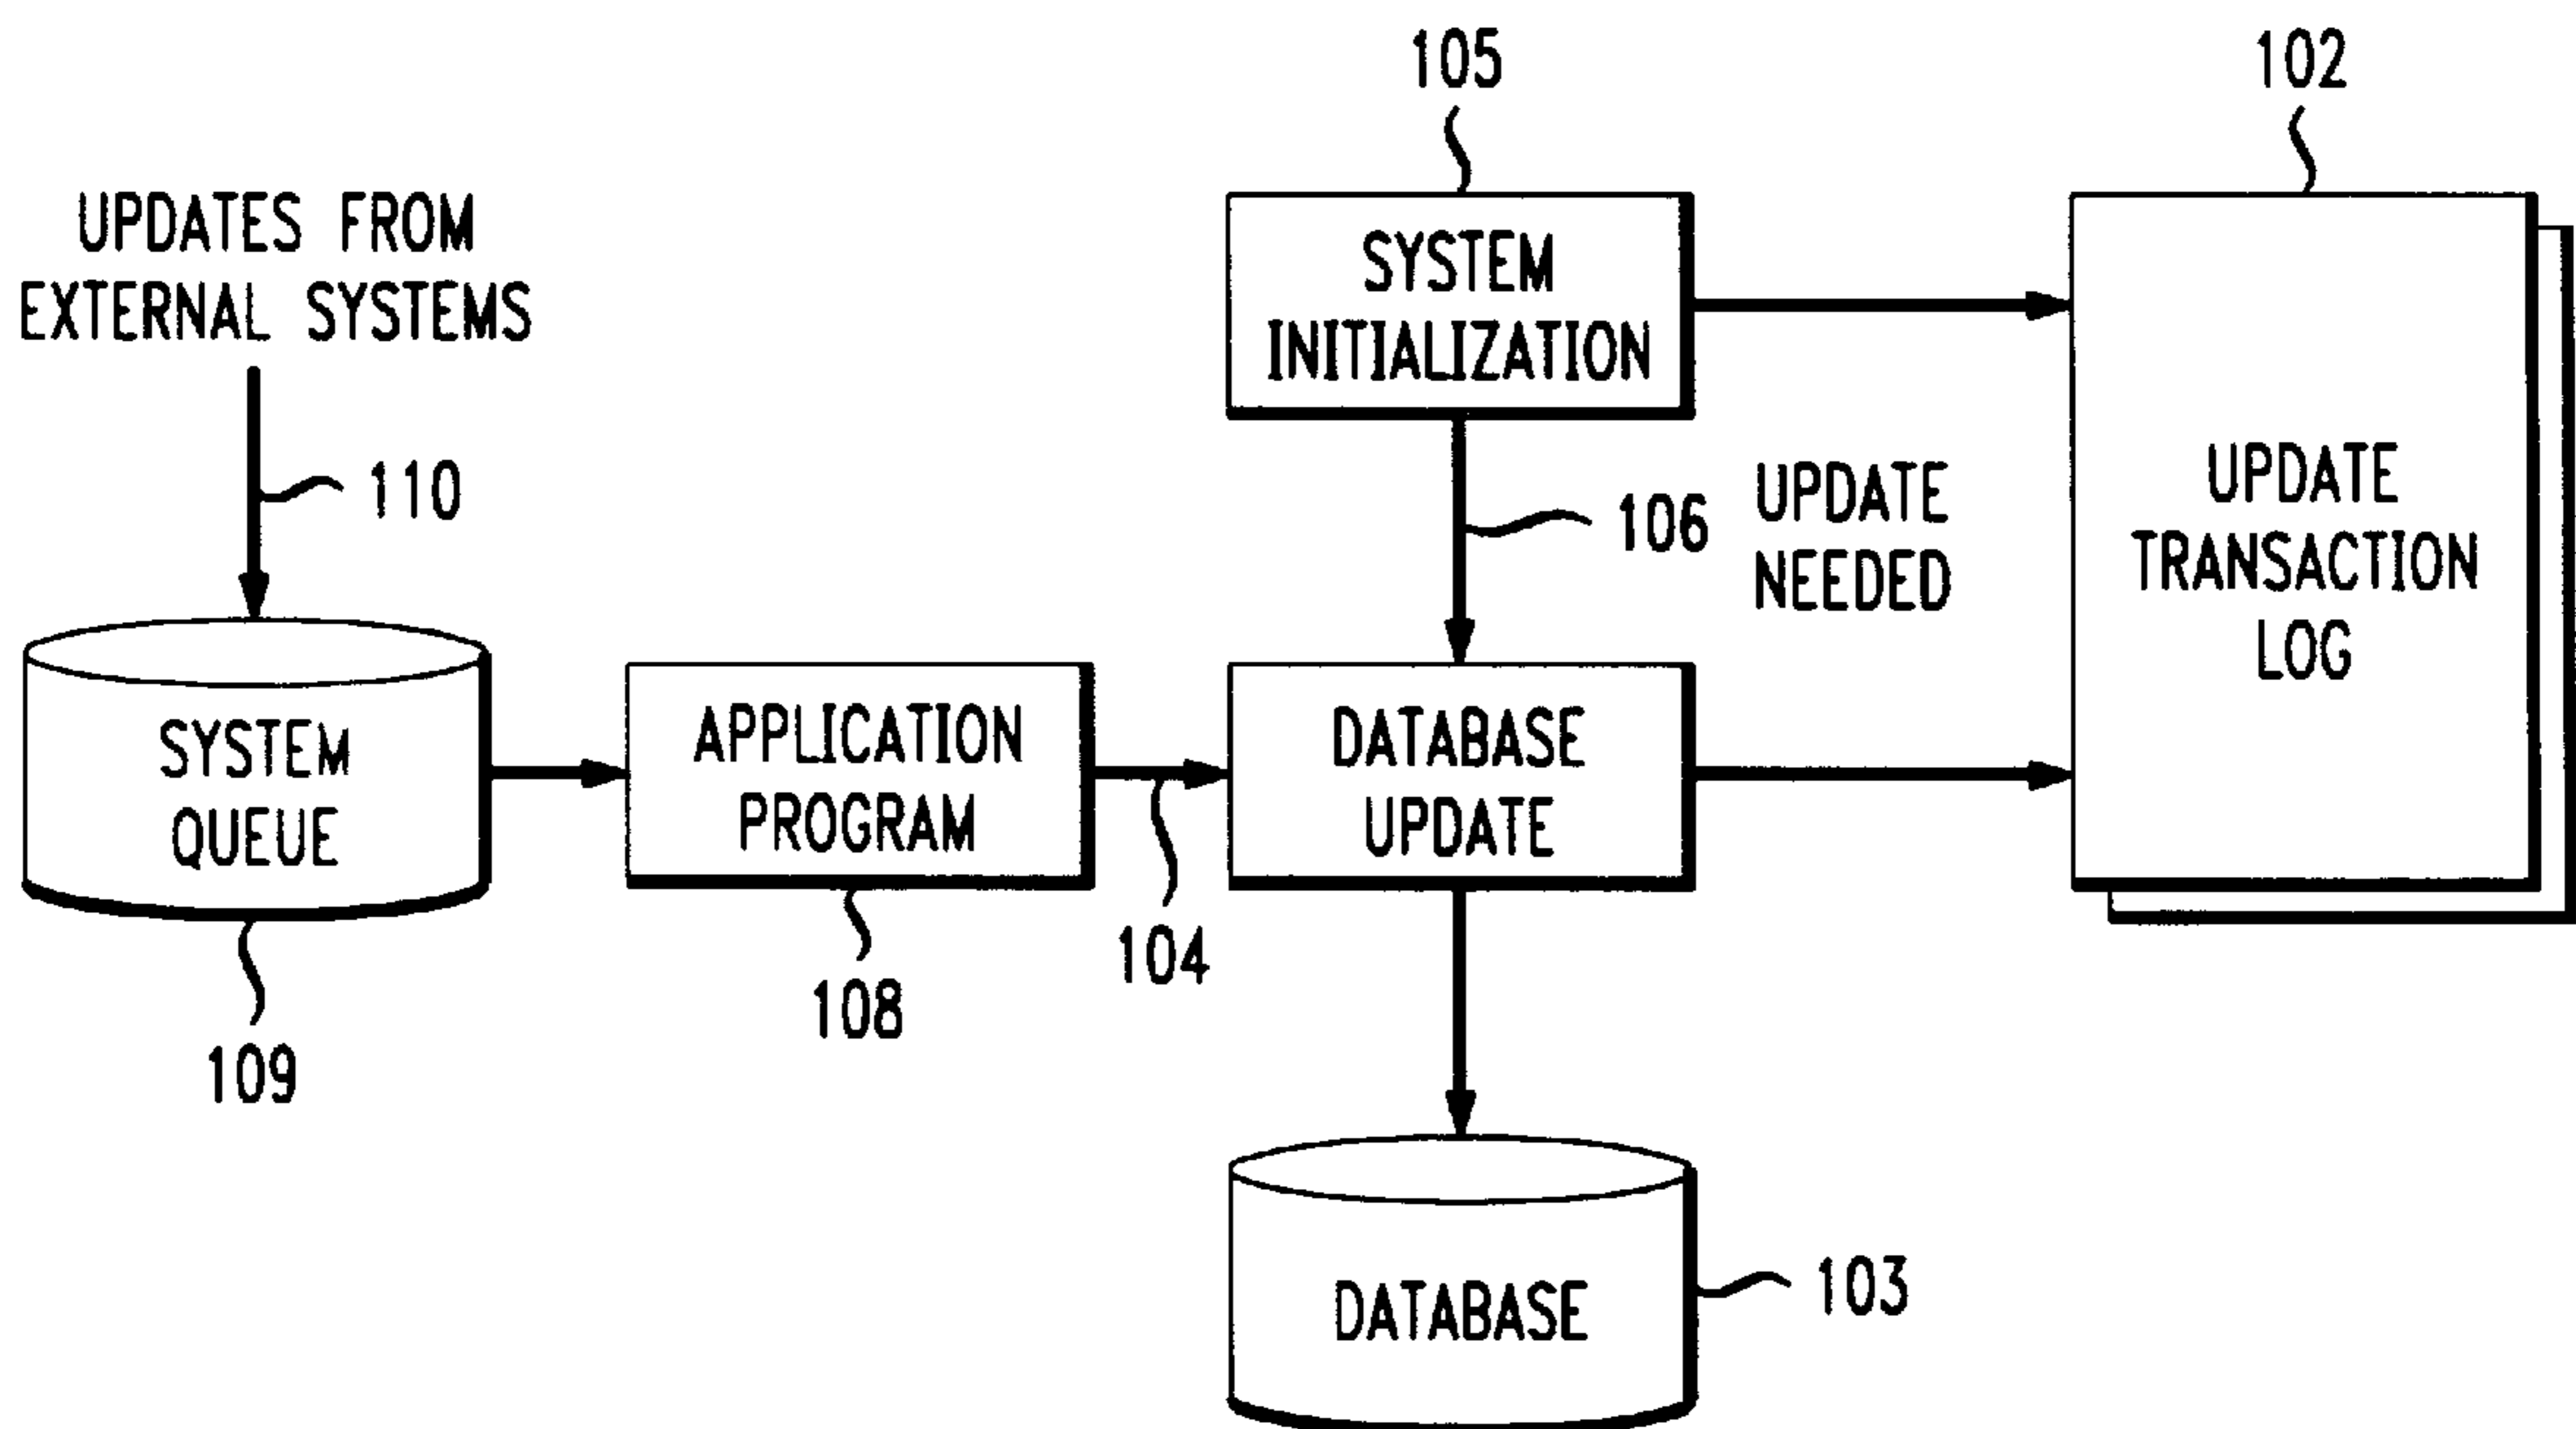 105
102
UPDATES FROM
EXTERNAL SYSTEMS
SYSTEM
INITIALIZATION
110
106
UPDATE
NEEDED
UPDATE
TRANSACTION
LOG
SYSTEM
QUEUE
APPLICATION
PROGRAM
DATABASE
UPDATE
104
108
109
DATABASE
103